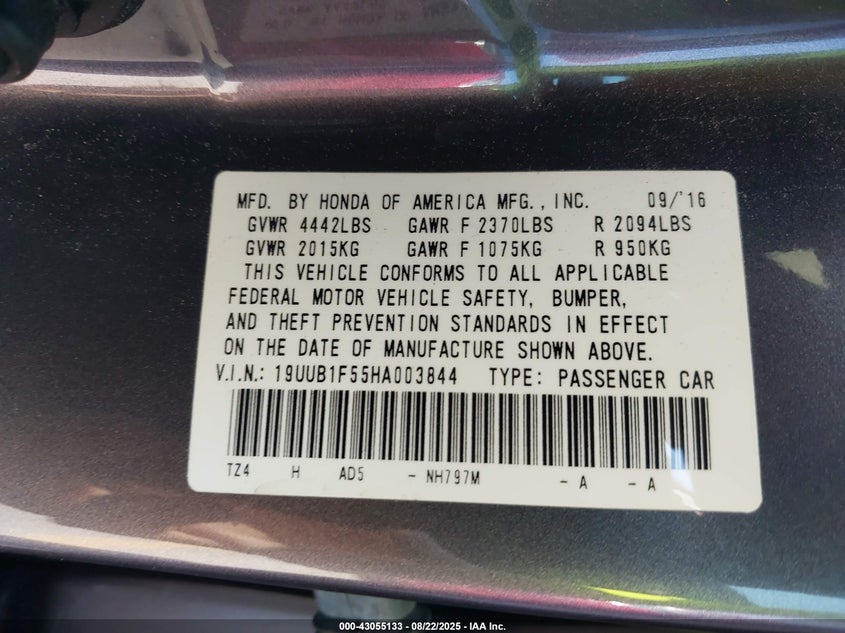 MFD. BY HONDA OF AMERICA MFG., INC. 09/'16
GVWR 4442LBS GAWR F 2370LBS R 2094LBS
GVWR 2015KG GAWR F 1075KG R 950KG
THIS VEHICLE CONFORMS TO ALL APPLICABLE
FEDERAL MOTOR VEHICLE SAFETY, BUMPER,
AND THEFT PREVENTION STANDARDS IN EFFECT
ON THE DATE OF MANUFACTURE SHOWN ABOVE.
V.I.N.: 19UUB1F55HA003844 TYPE: PASSENGER CAR
TZ4 H AD5 - NH797M - A - A
000-43055133 - 08/22/2025 - IAA Inc.